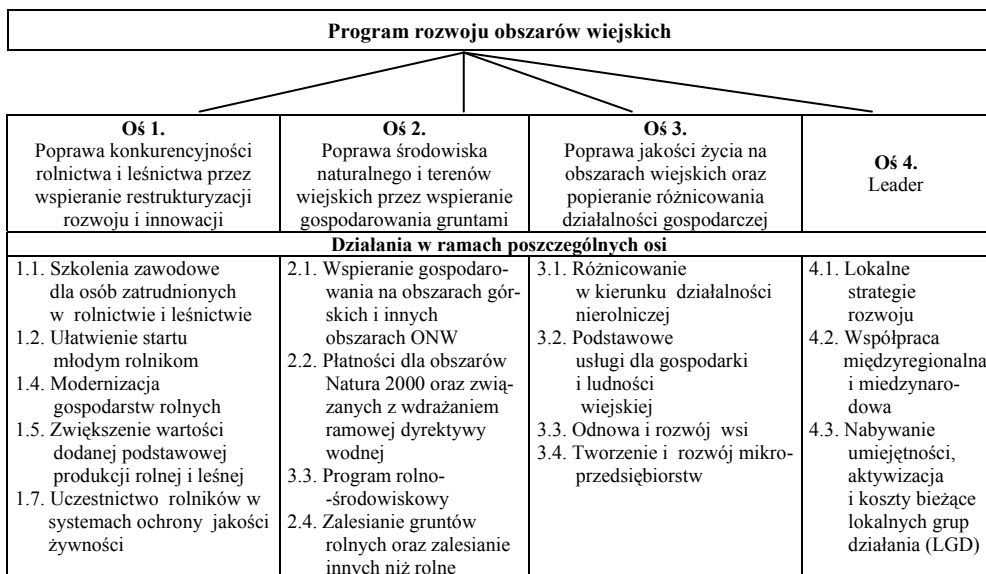 Program rozwoju obszarów wiejskich
Oś 1.
Poprawa konkurencyjności
rolnictwa i leśnictwa przez
wspieranie restrukturyzacji
rozwoju i innowacji
Oś 2.
Poprawa środowiska
naturalnego i terenów
wiejskich przez wspieranie
gospodarowania gruntami
Oś 3.
Poprawa jakości życia na
obszarach wiejskich oraz
popieranie różnicowania
działalności gospodarczej
Oś 4.
Leader
Działania w ramach poszczególnych osi
1.1. Szkolenia zawodowe
dla osób zatrudnionych
w rolnictwie i leśnictwie
1.2. Ułatwienie startu
młodym rolnikom
1.4. Modernizacja
gospodarstw rolnych
1.5. Zwiększenie wartości
dodanej podstawowej
produkcji rolnej i leśnej
1.7. Uczestnictwo rolników w
systemach ochrony jakości
żywności
2.1. Wspieranie gospodaro-
wania na obszarach gór-
skich i innych
obszarach ONW
2.2. Płatności dla obszarów
Natura 2000 oraz zwią-
zanych z wdrażaniem
ramowej dyrektywy
wodnej
3.3. Program rolno-
-środowiskowy
2.4. Zalesianie gruntów
rolnych oraz zalesianie
innych niż rolne
3.1. Różnicowanie
w kierunku działalności
nierolniczej
3.2. Podstawowe
usługi dla gospodarki
i ludności
wiejskiej
3.3. Odnowa i rozwój wsi
3.4. Tworzenie i rozwój mikro-
przedsiębiorstw
4.1. Lokalne
strategie
rozwoju
4.2. Współpraca
międzyregionalna
i miedzynaro-
dowa
4.3. Nabywanie
umiejętności,
aktywizacja
i koszty bieżące
lokalnych grup
działania (LGD)